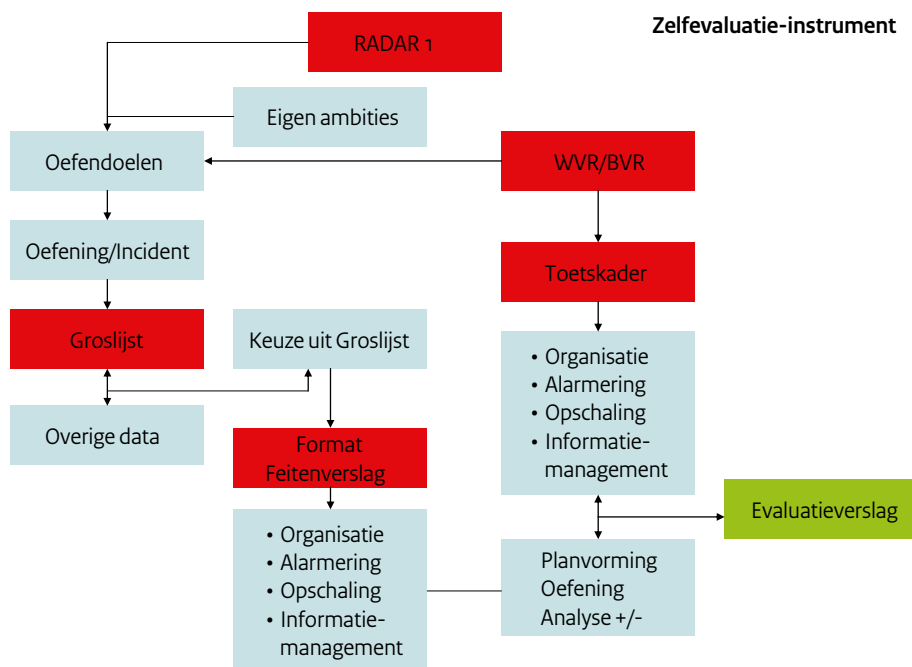 Zelfevaluatie-instrument
RADAR 1
Eigen ambities
Oefendoelen
WVR/BVR
Oefening/Incident
Toetskader
Groslijst
Keuze uit Groslijst
• Organisatie
• Alarmering
• Opschaling
• Informatie-
management
Overige data
Format
Feitenverslag
Evaluatieverslag
• Organisatie
• Alarmering
• Opschaling
• Informatie-
management
Planvorming
Oefening
Analyse +/-